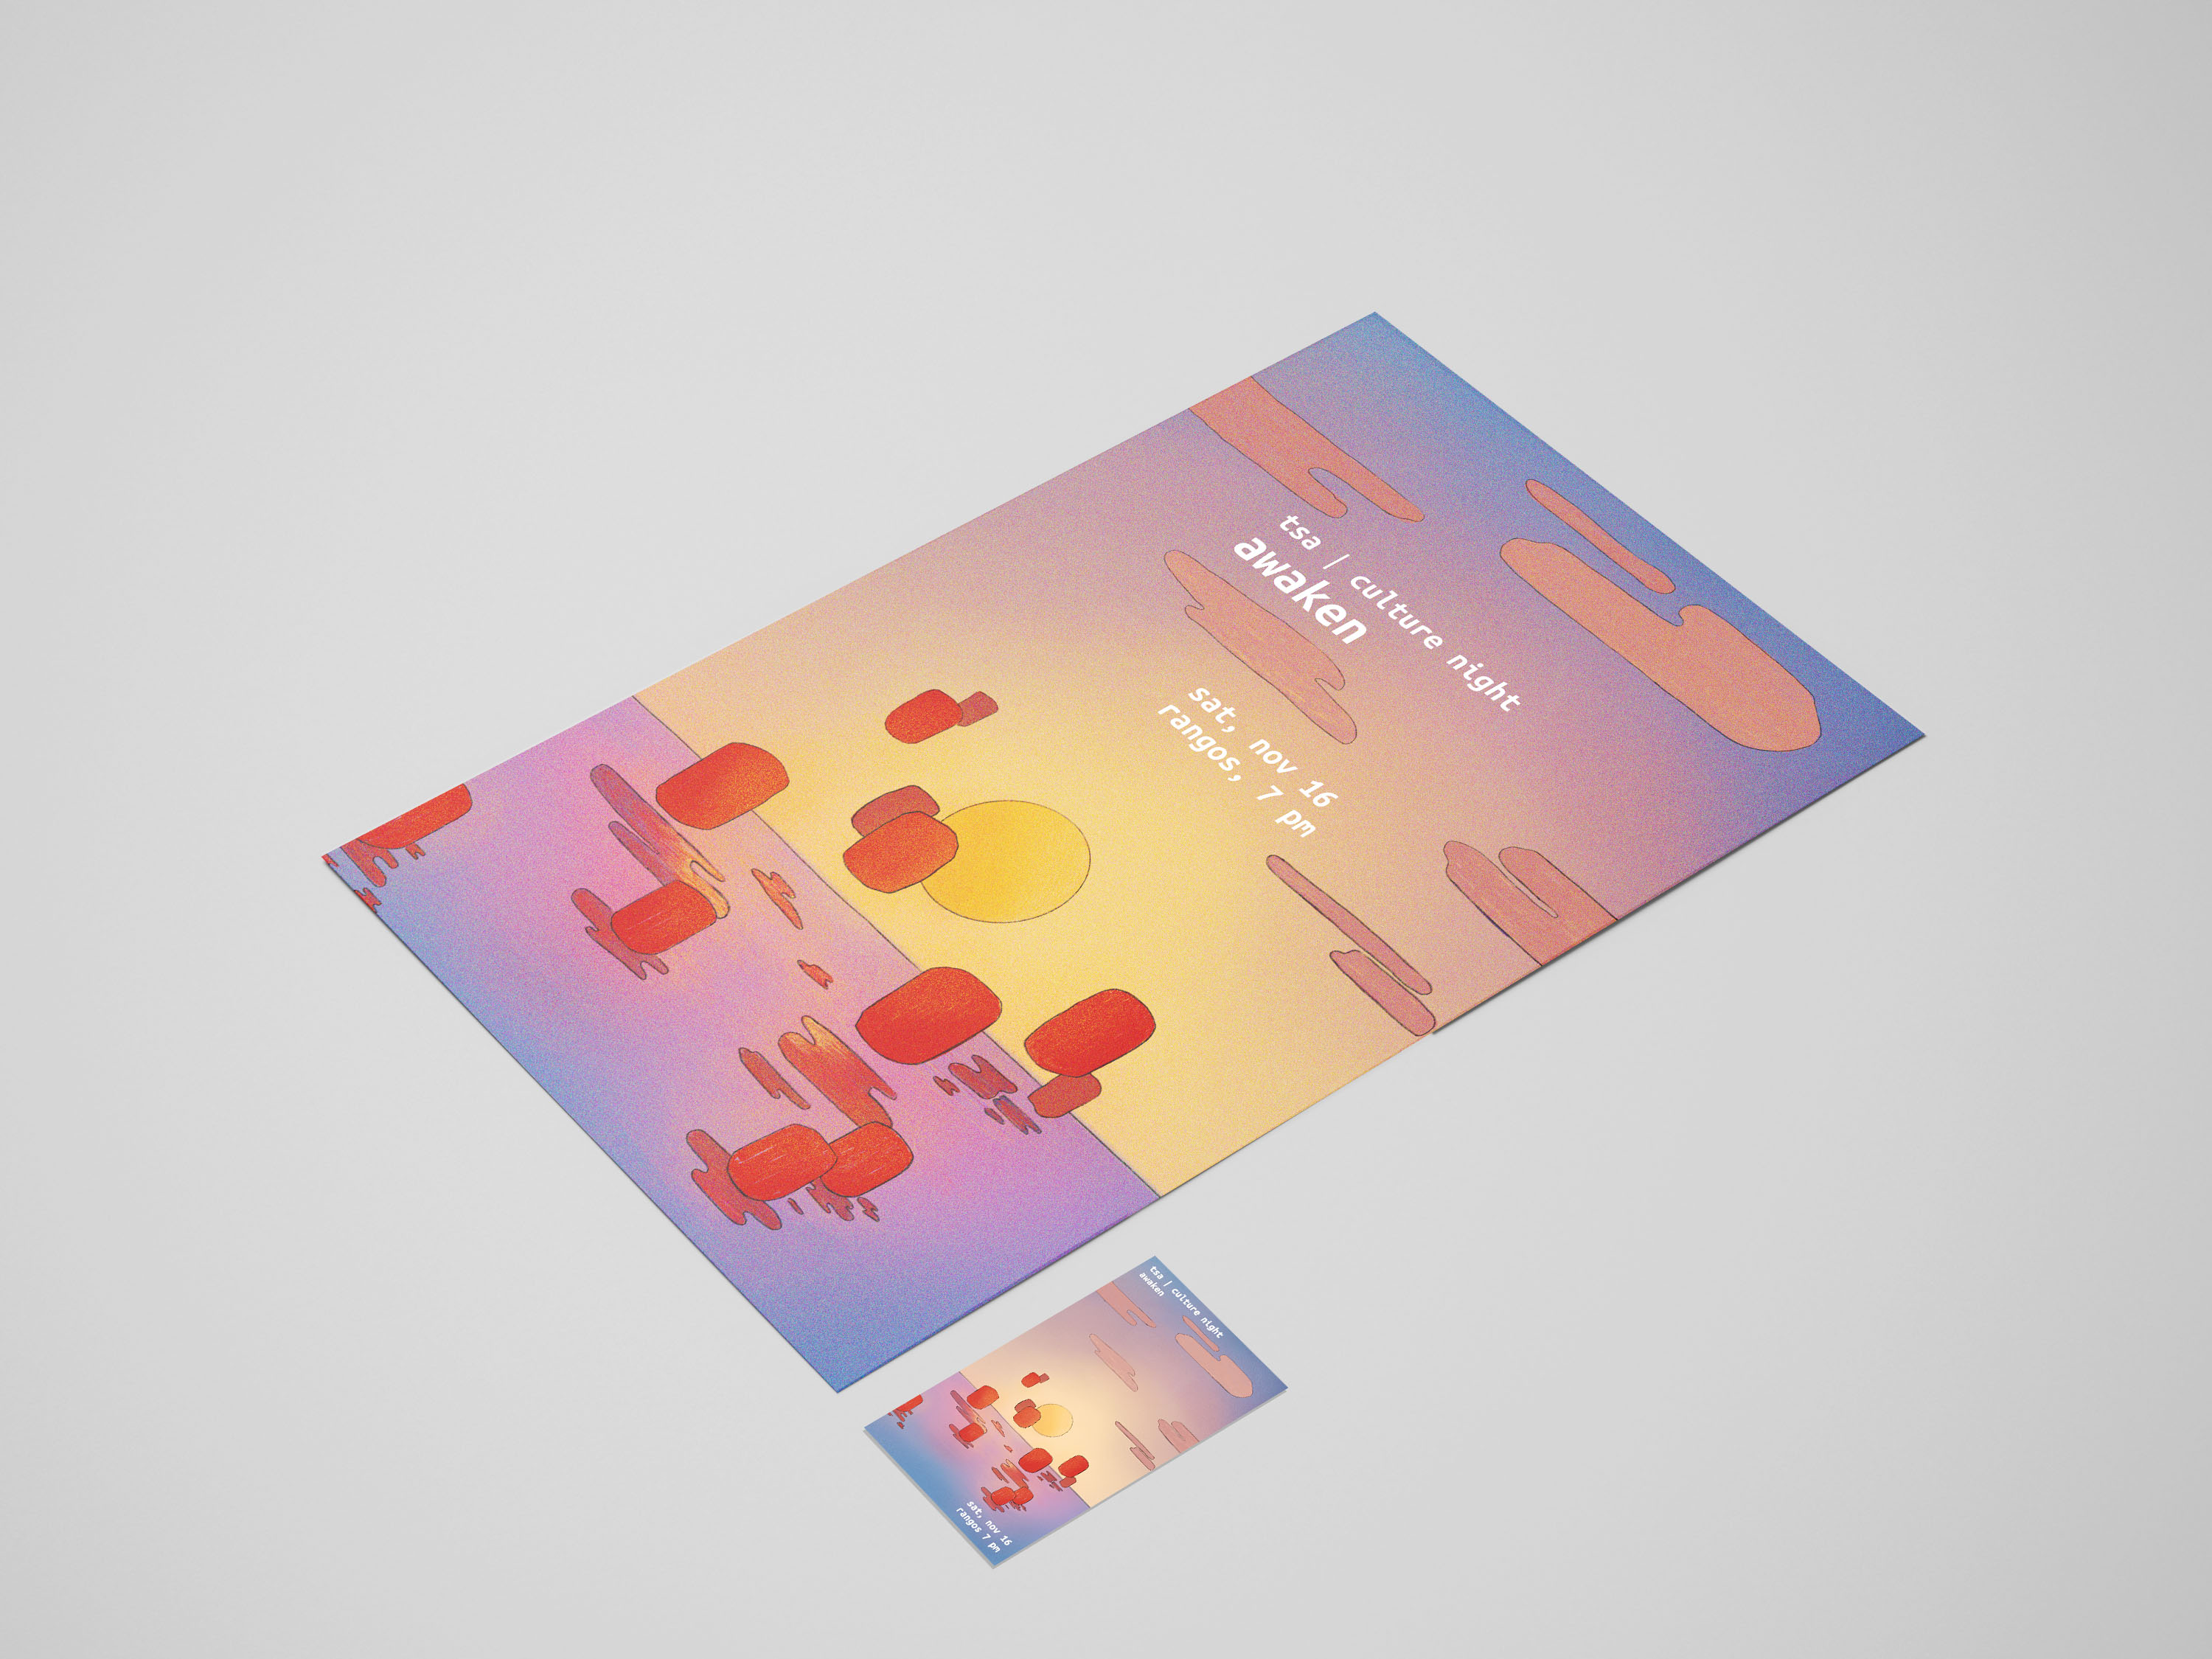 tsa | culture night
awaken
sat, nov 16
rangos, 7 pm
tsa | culture night
awaken
sat, nov 16
rangos 7 pm